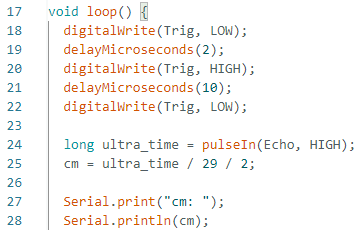 17 void loop() {
18 digitalWrite(Trig, LOW);
19 delayMicroseconds(2);
20 digitalWrite(Trig, HIGH);
21 delayMicroseconds(10);
22 digitalWrite(Trig, LOW);
23
24 long ultra_time = pulseIn(Echo, HIGH);
25 cm = ultra_time / 29 / 2;
26
27 Serial.print("cm: ");
28 Serial.println(cm);